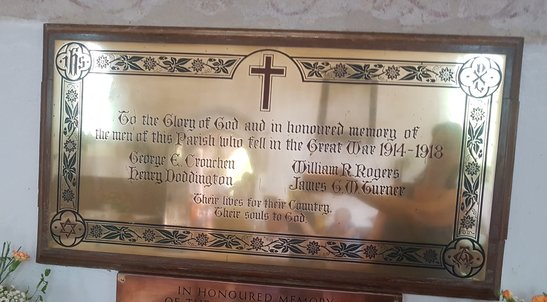 IHS
To the Glory of God and in honoured memory of
the men of this Parish who fell in the Great War 1914-1918
George E. Crouchen William R. Rogers
Henry Doddington James G. M. Turner
Their lives for their Country.
Their souls to God.
IN HONOURED MEMORY